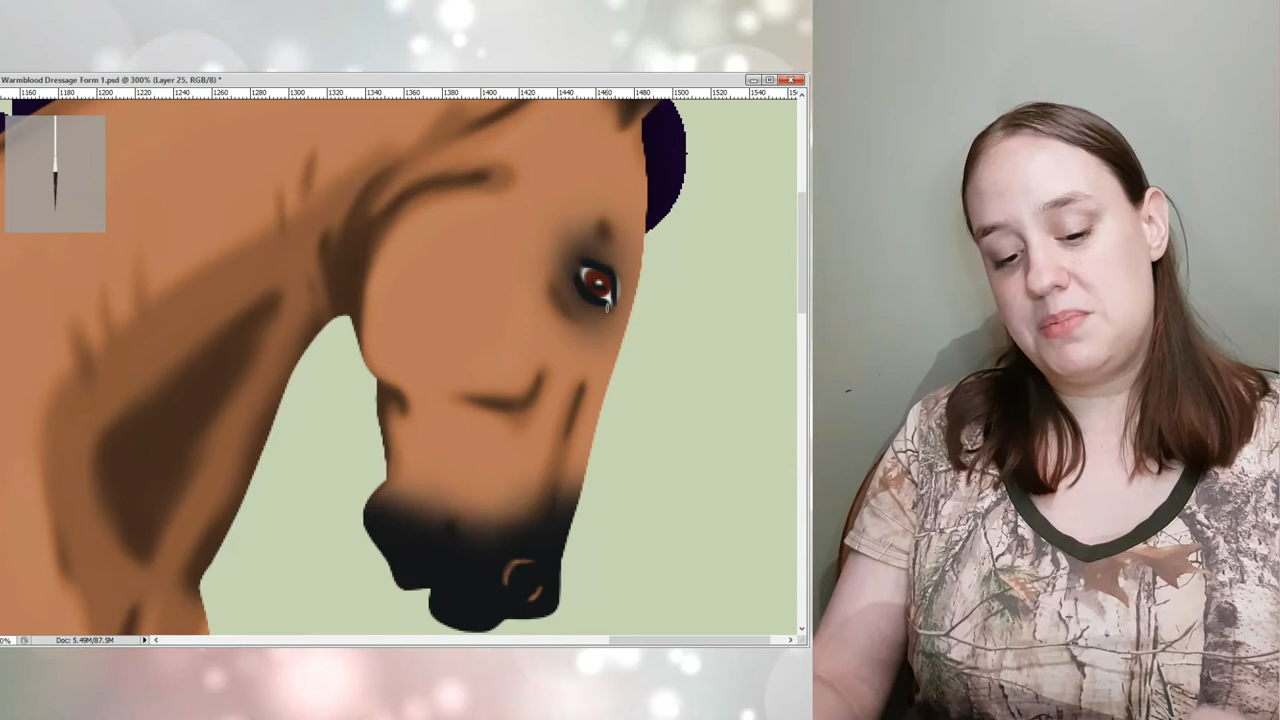 Warmblood Dressage Form 1.psd @ 300% (Layer 25, RGB/8) *
1160 1180 1200 1220 1240 1260 1280 1300 1320 1340 1360 1380 1400 1420 1440 1460 1480 1500 1520 1540
0% Doc: 5.49M/87.5M